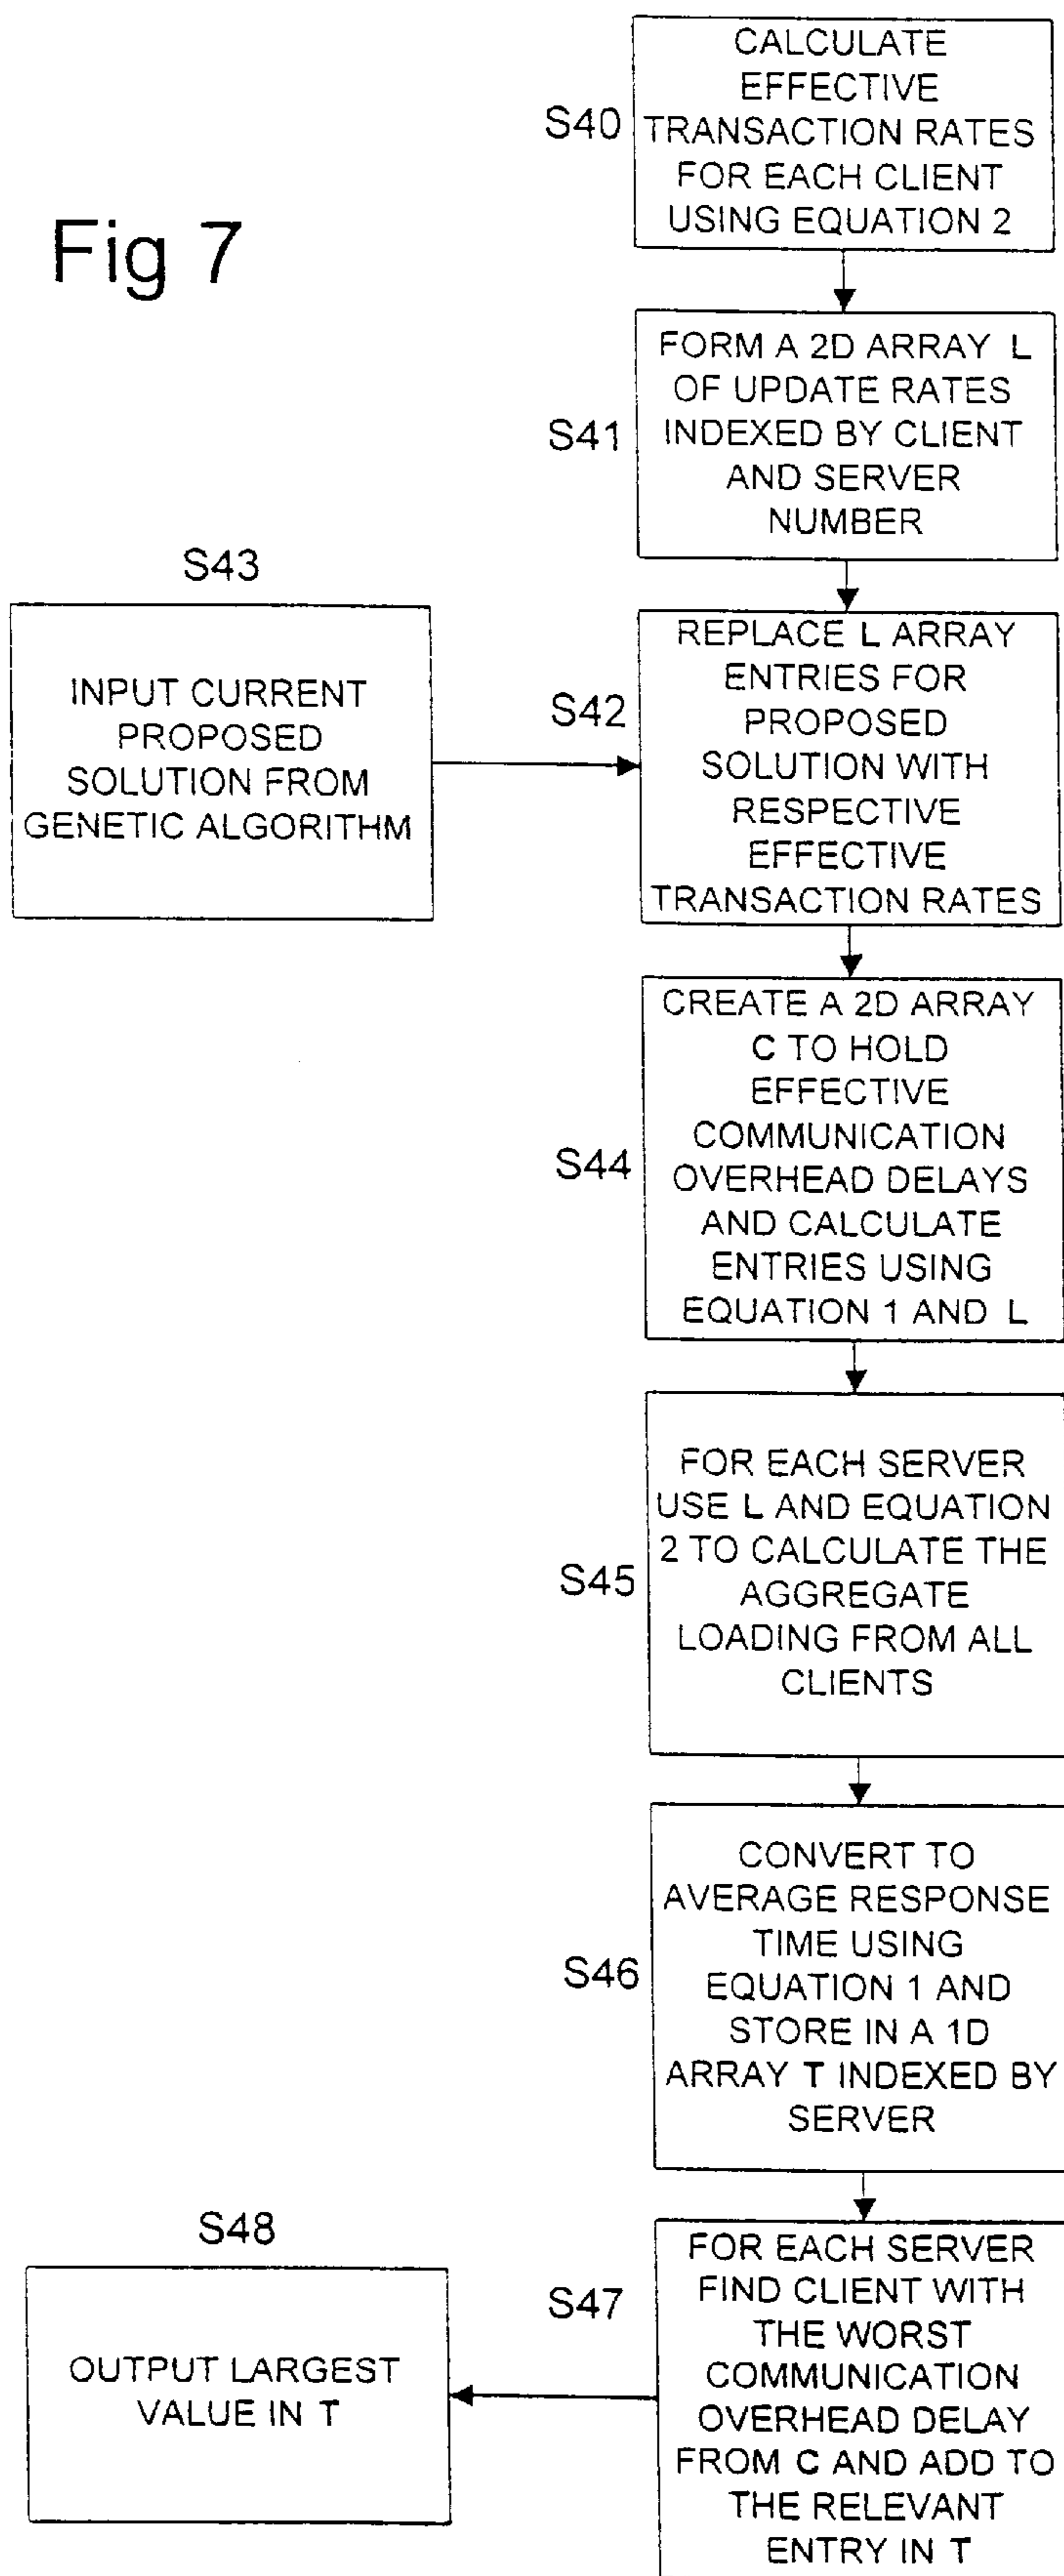 Fig 7
S40
CALCULATE
EFFECTIVE
TRANSACTION RATES
FOR EACH CLIENT
USING EQUATION 2
S41
FORM A 2D ARRAY L
OF UPDATE RATES
INDEXED BY CLIENT
AND SERVER
NUMBER
S43
INPUT CURRENT
PROPOSED
SOLUTION FROM
GENETIC ALGORITHM
S42
REPLACE L ARRAY
ENTRIES FOR
PROPOSED
SOLUTION WITH
RESPECTIVE
EFFECTIVE
TRANSACTION RATES
S44
CREATE A 2D ARRAY
C TO HOLD
EFFECTIVE
COMMUNICATION
OVERHEAD DELAYS
AND CALCULATE
ENTRIES USING
EQUATION 1 AND L
S45
FOR EACH SERVER
USE L AND EQUATION
2 TO CALCULATE THE
AGGREGATE
LOADING FROM ALL
CLIENTS
S46
CONVERT TO
AVERAGE RESPONSE
TIME USING
EQUATION 1 AND
STORE IN A 1D
ARRAY T INDEXED BY
SERVER
S47
FOR EACH SERVER
FIND CLIENT WITH
THE WORST
COMMUNICATION
OVERHEAD DELAY
FROM C AND ADD TO
THE RELEVANT
ENTRY IN T
S48
OUTPUT LARGEST
VALUE IN T